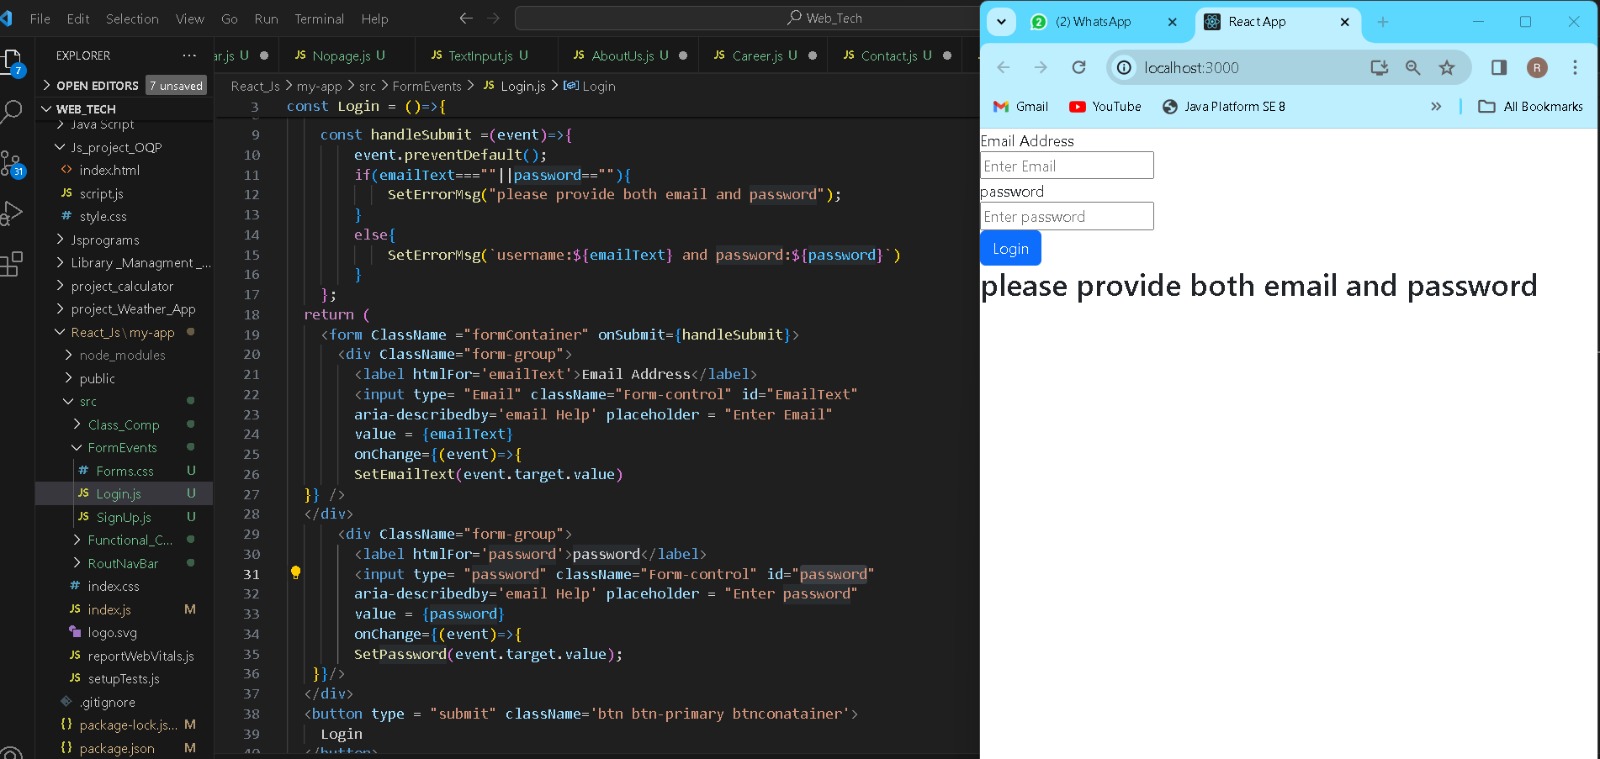 File Edit Selection View Go Run Terminal Help
Web_Tech
EXPLORER
OPEN EDITORS 7 unsaved
WEB_TECH
Java Script
Js_project_OQP
index.html
script.js
style.css
Jsprograms
Library _Managment _...
project_calculator
project_Weather_App
React_Js\my-app
node_modules
public
src
Class_Comp
FormEvents
Forms.css U
Login.js U
SignUp.js U
Functional_C...
RoutNavBar
index.css
index.js M
logo.svg
reportWebVitals.js
setupTests.js
.gitignore
package-lock.js... M
package.json M
7
31
ar.js U JS Nopage.js U JS TextInput.js U JS AboutUs.js U JS Career.js U JS Contact.js U
React_Js > my-app > src > FormEvents > JS Login.js > Login
3 const Login = ()=>{
9 const handleSubmit =(event)=>{
10 event.preventDefault();
11 if(emailText===""||password==""){
12 SetErrorMsg("please provide both email and password");
13 }
14 else{
15 SetErrorMsg(`username:${emailText} and password:${password}`)
16 }
17 };
18 return (
19 <form ClassName ="formContainer" onSubmit={handleSubmit}>
20 <div ClassName="form-group">
21 <label htmlFor='emailText'>Email Address</label>
22 <input type= "Email" className="Form-control" id="EmailText"
23 aria-describedby='email Help' placeholder = "Enter Email"
24 value = {emailText}
25 onChange={(event)=>{
26 SetEmailText(event.target.value)
27 }} />
28 </div>
29 <div ClassName="form-group">
30 <label htmlFor='password'>password</label>
31 <input type= "password" className="Form-control" id="password"
32 aria-describedby='email Help' placeholder = "Enter password"
33 value = {password}
34 onChange={(event)=>{
35 SetPassword(event.target.value);
36 }}/>
37 </div>
38 <button type = "submit" className='btn btn-primary btnconatainer'>
39 Login
40 </button>
2 (2) WhatsApp React App
localhost:3000 R
Gmail YouTube Java Platform SE 8 » All Bookmarks
Email Address
Enter Email
password
Enter password
Login
please provide both email and password